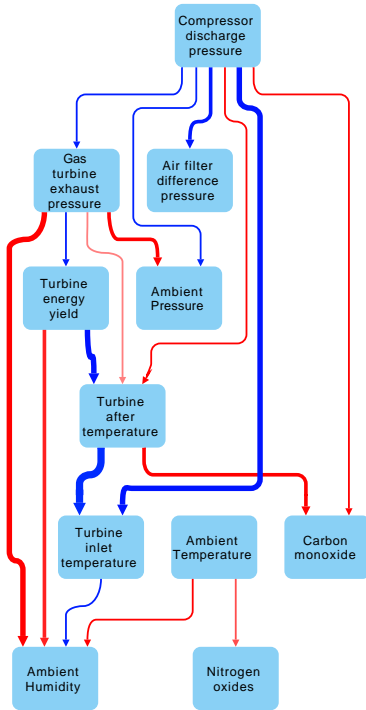 Compressor
discharge
pressure
Gas
turbine
exhaust
pressure
Air filter
difference
pressure
Turbine
energy
yield
Ambient
Pressure
Turbine
after
temperature
Turbine
inlet
temperature
Ambient
Temperature
Carbon
monoxide
Ambient
Humidity
Nitrogen
oxides